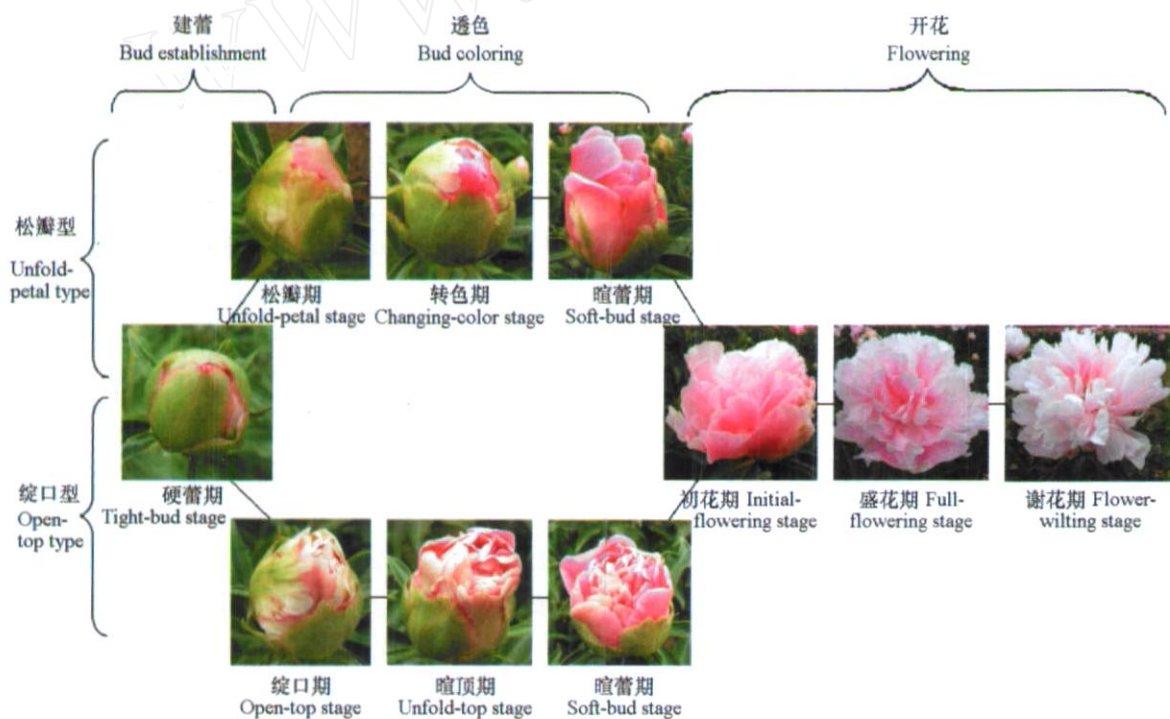 建蕾
Bud establishment
透色
Bud coloring
开花
Flowering
松瓣型
Unfold-
petal type
松瓣期
Unfold-petal stage
转色期
Changing-color stage
暄蕾期
Soft-bud stage
硬蕾期
Tight-bud stage
初花期 Initial-
flowering stage
盛花期 Full-
flowering stage
谢花期 Flower-
wilting stage
绽口型
Open-
top type
绽口期
Open-top stage
暄顶期
Unfold-top stage
暄蕾期
Soft-bud stage